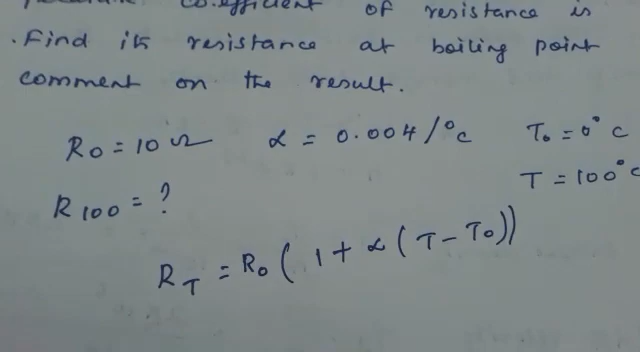 co.efficient of resistance is
. Find its resistance at boiling point
comment on the result.
R0 = 10 Ω α = 0.004 /°c T0 = 0° c
T = 100° c
R100 = ?
RT = R0 ( 1 + α ( T - T0 ))